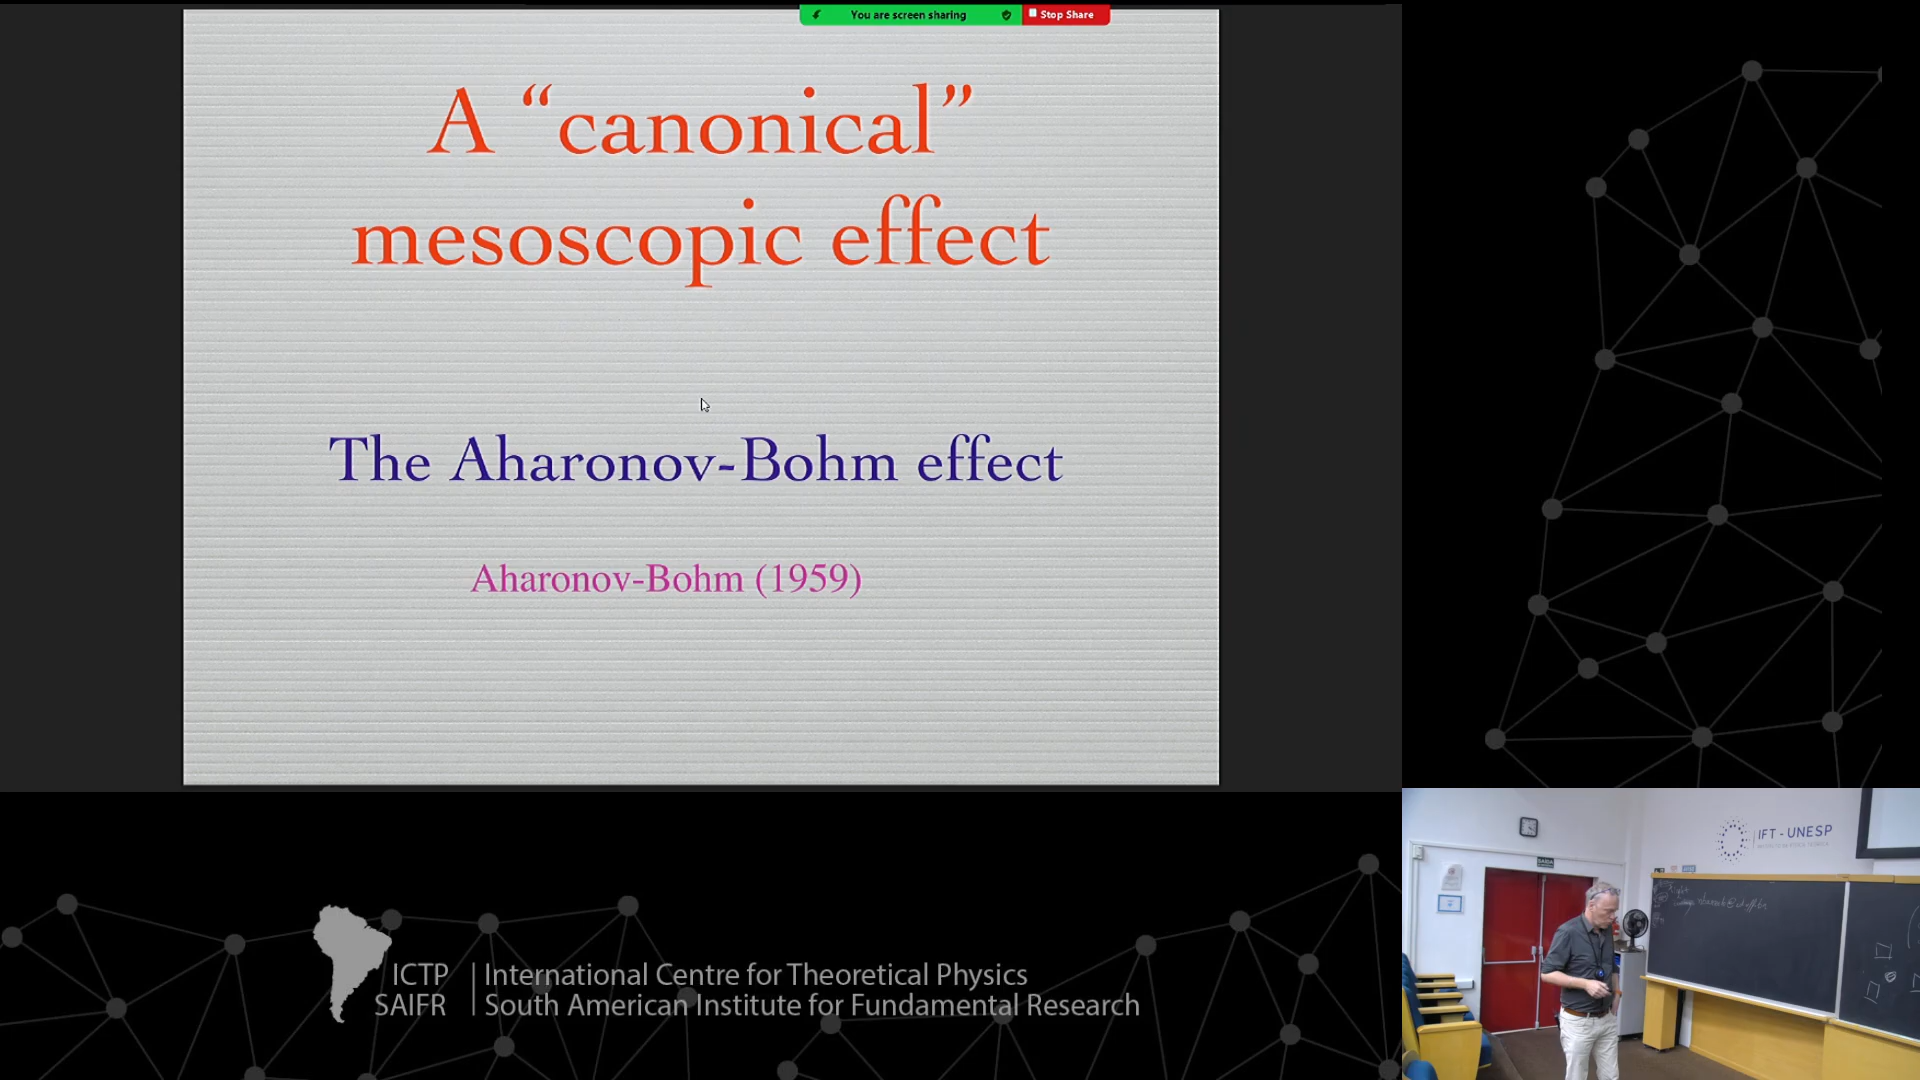 You are screen sharing
Stop Share
A “canonical”
mesoscopic effect
The Aharonov-Bohm effect
Aharonov-Bohm (1959)
ICTP
SAIFR
International Centre for Theoretical Physics
South American Institute for Fundamental Research
IFT - UNESP